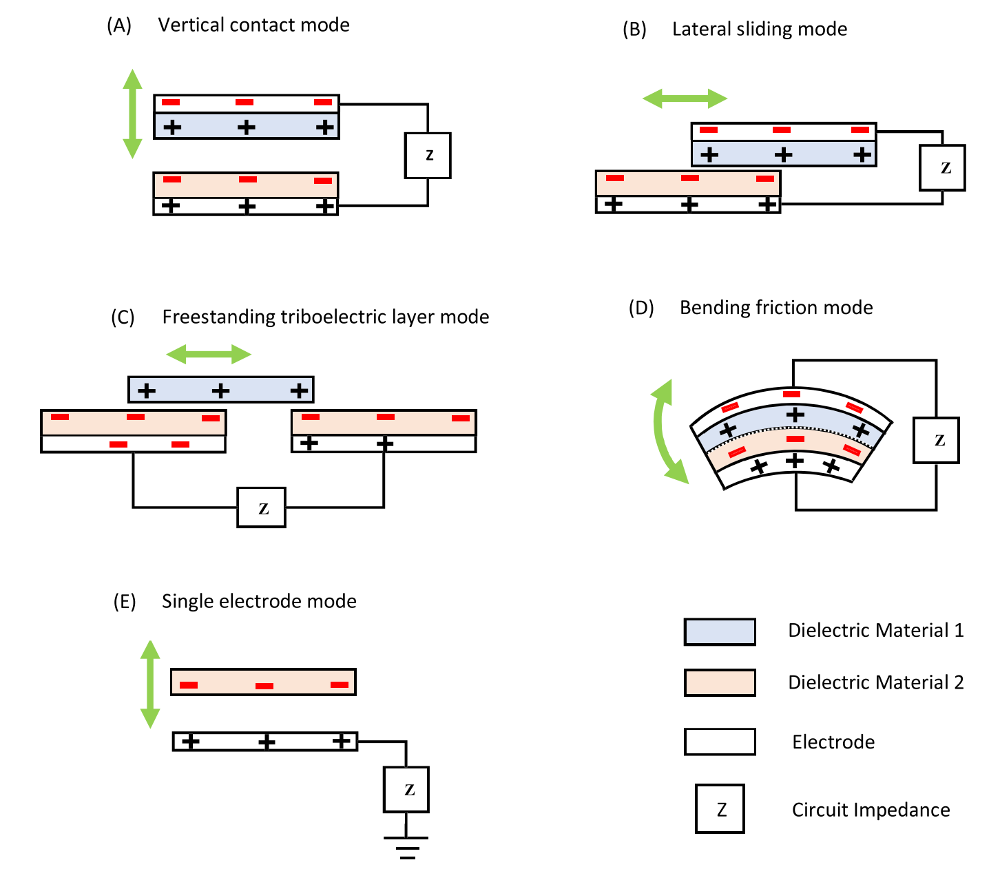 (A) Vertical contact mode
(B) Lateral sliding mode
Z
Z
(C) Freestanding triboelectric layer mode
(D) Bending friction mode
Z
Z
(E) Single electrode mode
Z
Dielectric Material 1
Dielectric Material 2
Electrode
Z Circuit Impedance